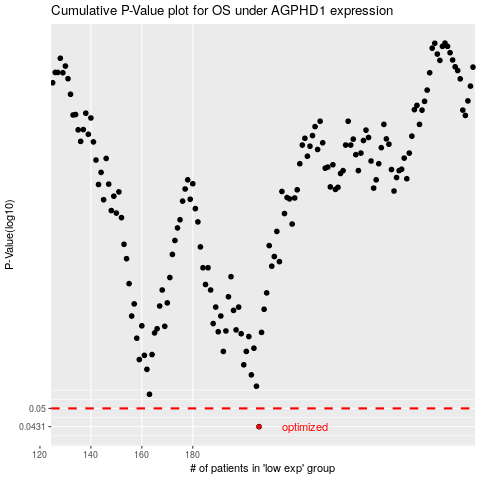 Cumulative P-Value plot for OS under AGPHD1 expression
P-Value(log10)
0.05
0.0431
optimized
120 140 160 180
# of patients in 'low exp' group